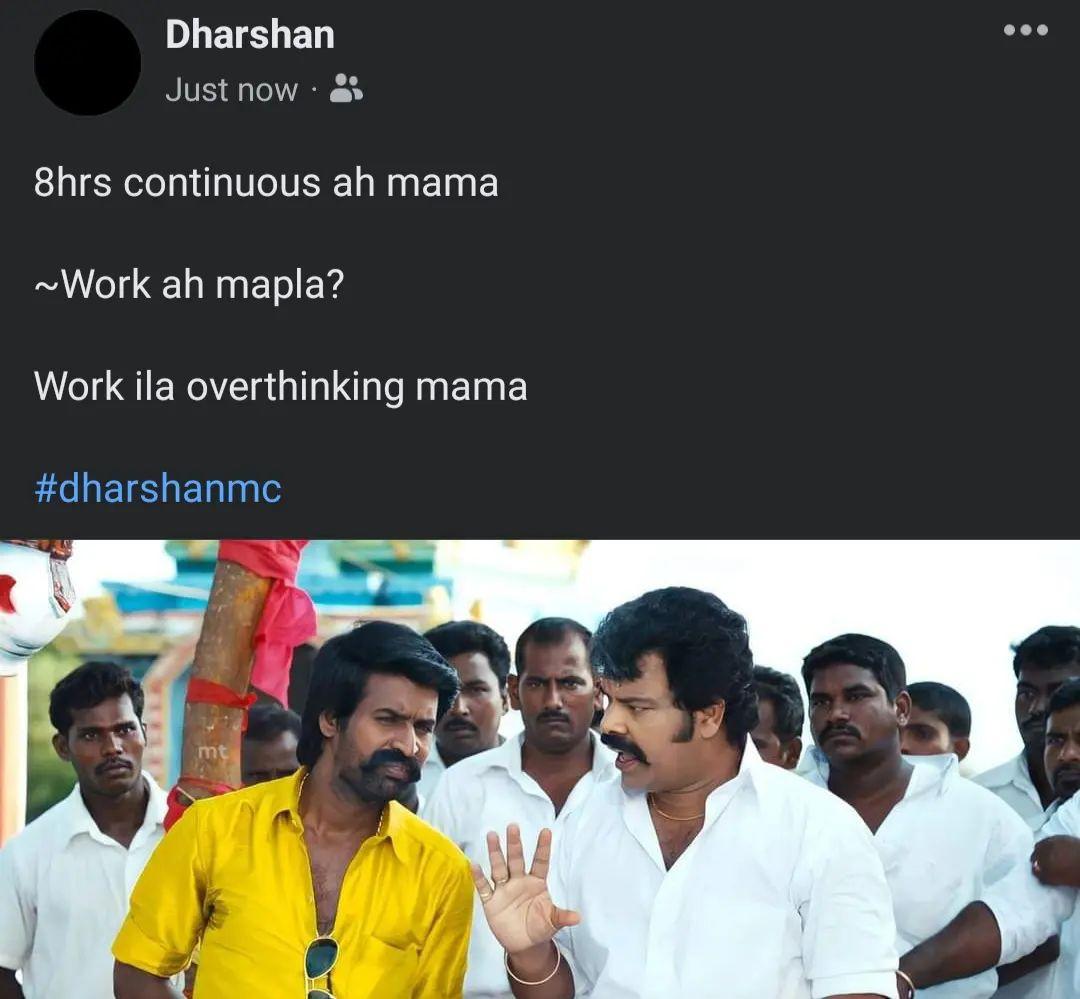 Dharshan
Just now ·
8hrs continuous ah mama
~Work ah mapla?
Work ila overthinking mama
#dharshanmc
mt